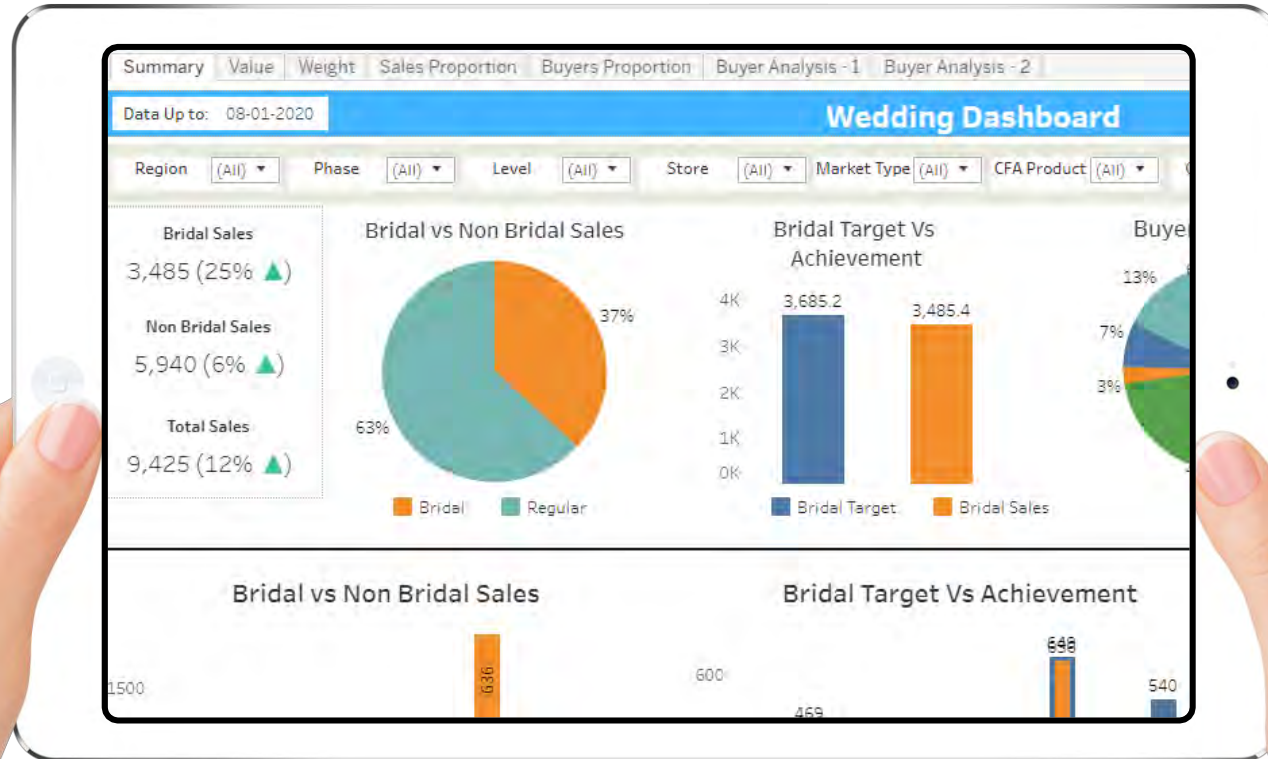 Summary Value Weight Sales Proportion Buyers Proportion Buyer Analysis - 1 Buyer Analysis - 2
Data Up to: 08-01-2020
Wedding Dashboard
Region (All) Phase (All) Level (All) Store (All) Market Type (All) CFA Product (All)
Bridal Sales
3,485 (25% ▲)
Non Bridal Sales
5,940 (6% ▲)
Total Sales
9,425 (12% ▲)
Bridal vs Non Bridal Sales
37%
63%
Bridal Regular
Bridal Target Vs
Achievement
4K
3K
2K
1K
0K
3,685.2
3,485.4
Bridal Target Bridal Sales
Buye
13%
7%
3%
Bridal vs Non Bridal Sales
1500
636
Bridal Target Vs Achievement
600
469
540